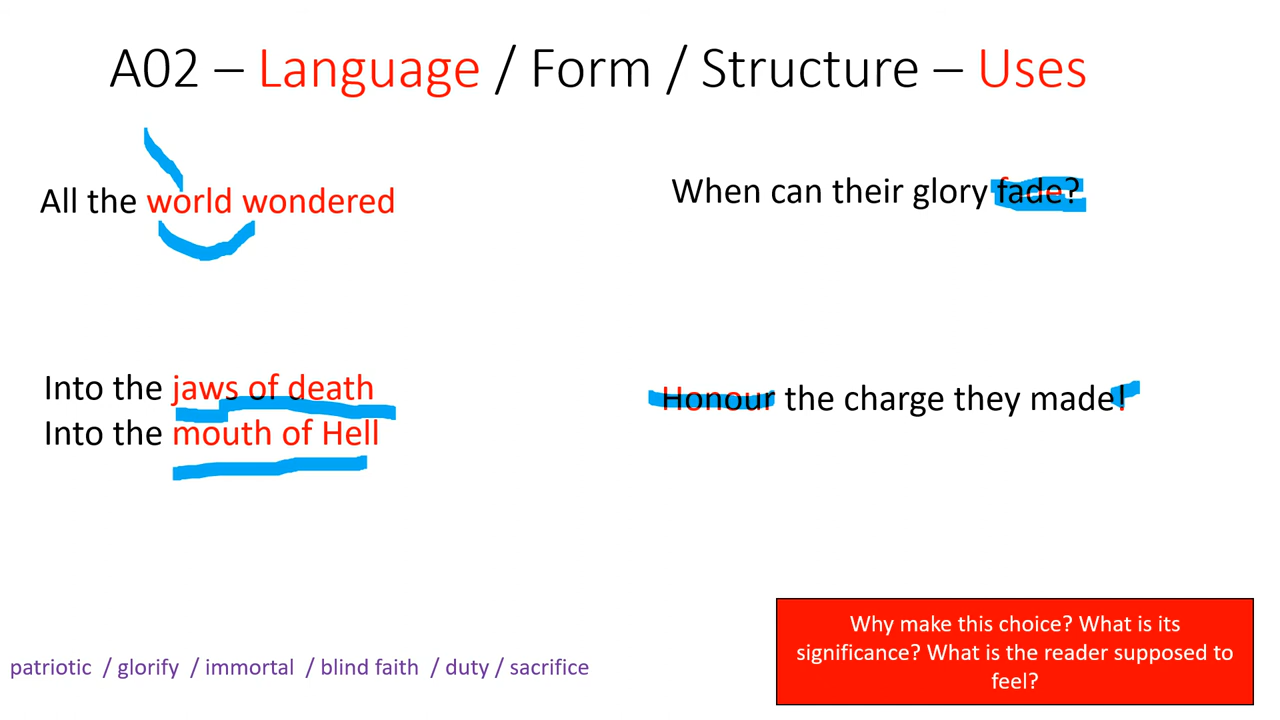 A02 – Language / Form / Structure – Uses
All the world wondered
When can their glory fade?
Into the jaws of death
Into the mouth of Hell
Honour the charge they made!
patriotic / glorify / immortal / blind faith / duty / sacrifice
Why make this choice? What is its
significance? What is the reader supposed to
feel?